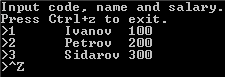 Input code, name and salary.
Press Ctrl+z to exit.
>1 Ivanov 100
>2 Petrov 200
>3 Sidarov 300
>^Z